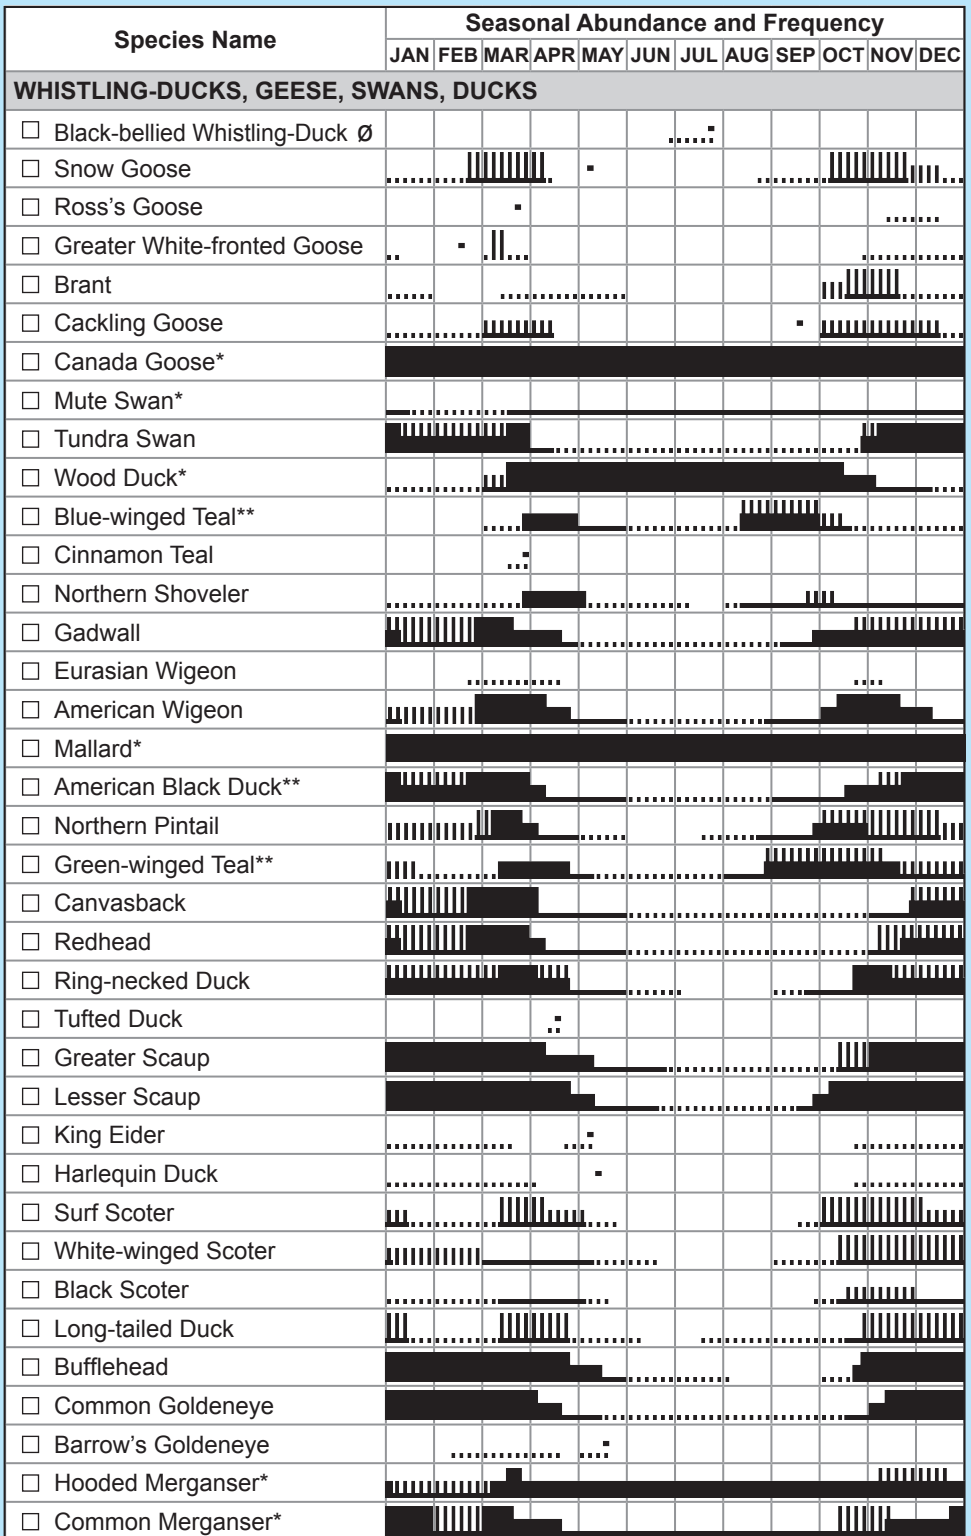 Species Name
Seasonal Abundance and Frequency
JAN FEB MAR APR MAY JUN JUL AUG SEP OCT NOV DEC
WHISTLING-DUCKS, GEESE, SWANS, DUCKS
Black-bellied Whistling-Duck Ø
Snow Goose
Ross's Goose
Greater White-fronted Goose
Brant
Cackling Goose
Canada Goose*
Mute Swan*
Tundra Swan
Wood Duck*
Blue-winged Teal**
Cinnamon Teal
Northern Shoveler
Gadwall
Eurasian Wigeon
American Wigeon
Mallard*
American Black Duck**
Northern Pintail
Green-winged Teal**
Canvasback
Redhead
Ring-necked Duck
Tufted Duck
Greater Scaup
Lesser Scaup
King Eider
Harlequin Duck
Surf Scoter
White-winged Scoter
Black Scoter
Long-tailed Duck
Bufflehead
Common Goldeneye
Barrow's Goldeneye
Hooded Merganser*
Common Merganser*